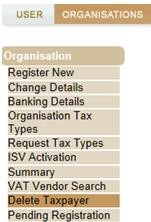 USER ORGANISATIONS
Organisation
Register New
Change Details
Banking Details
Organisation Tax
Types
Request Tax Types
ISV Activation
Summary
VAT Vendor Search
Delete Taxpayer
Pending Registration